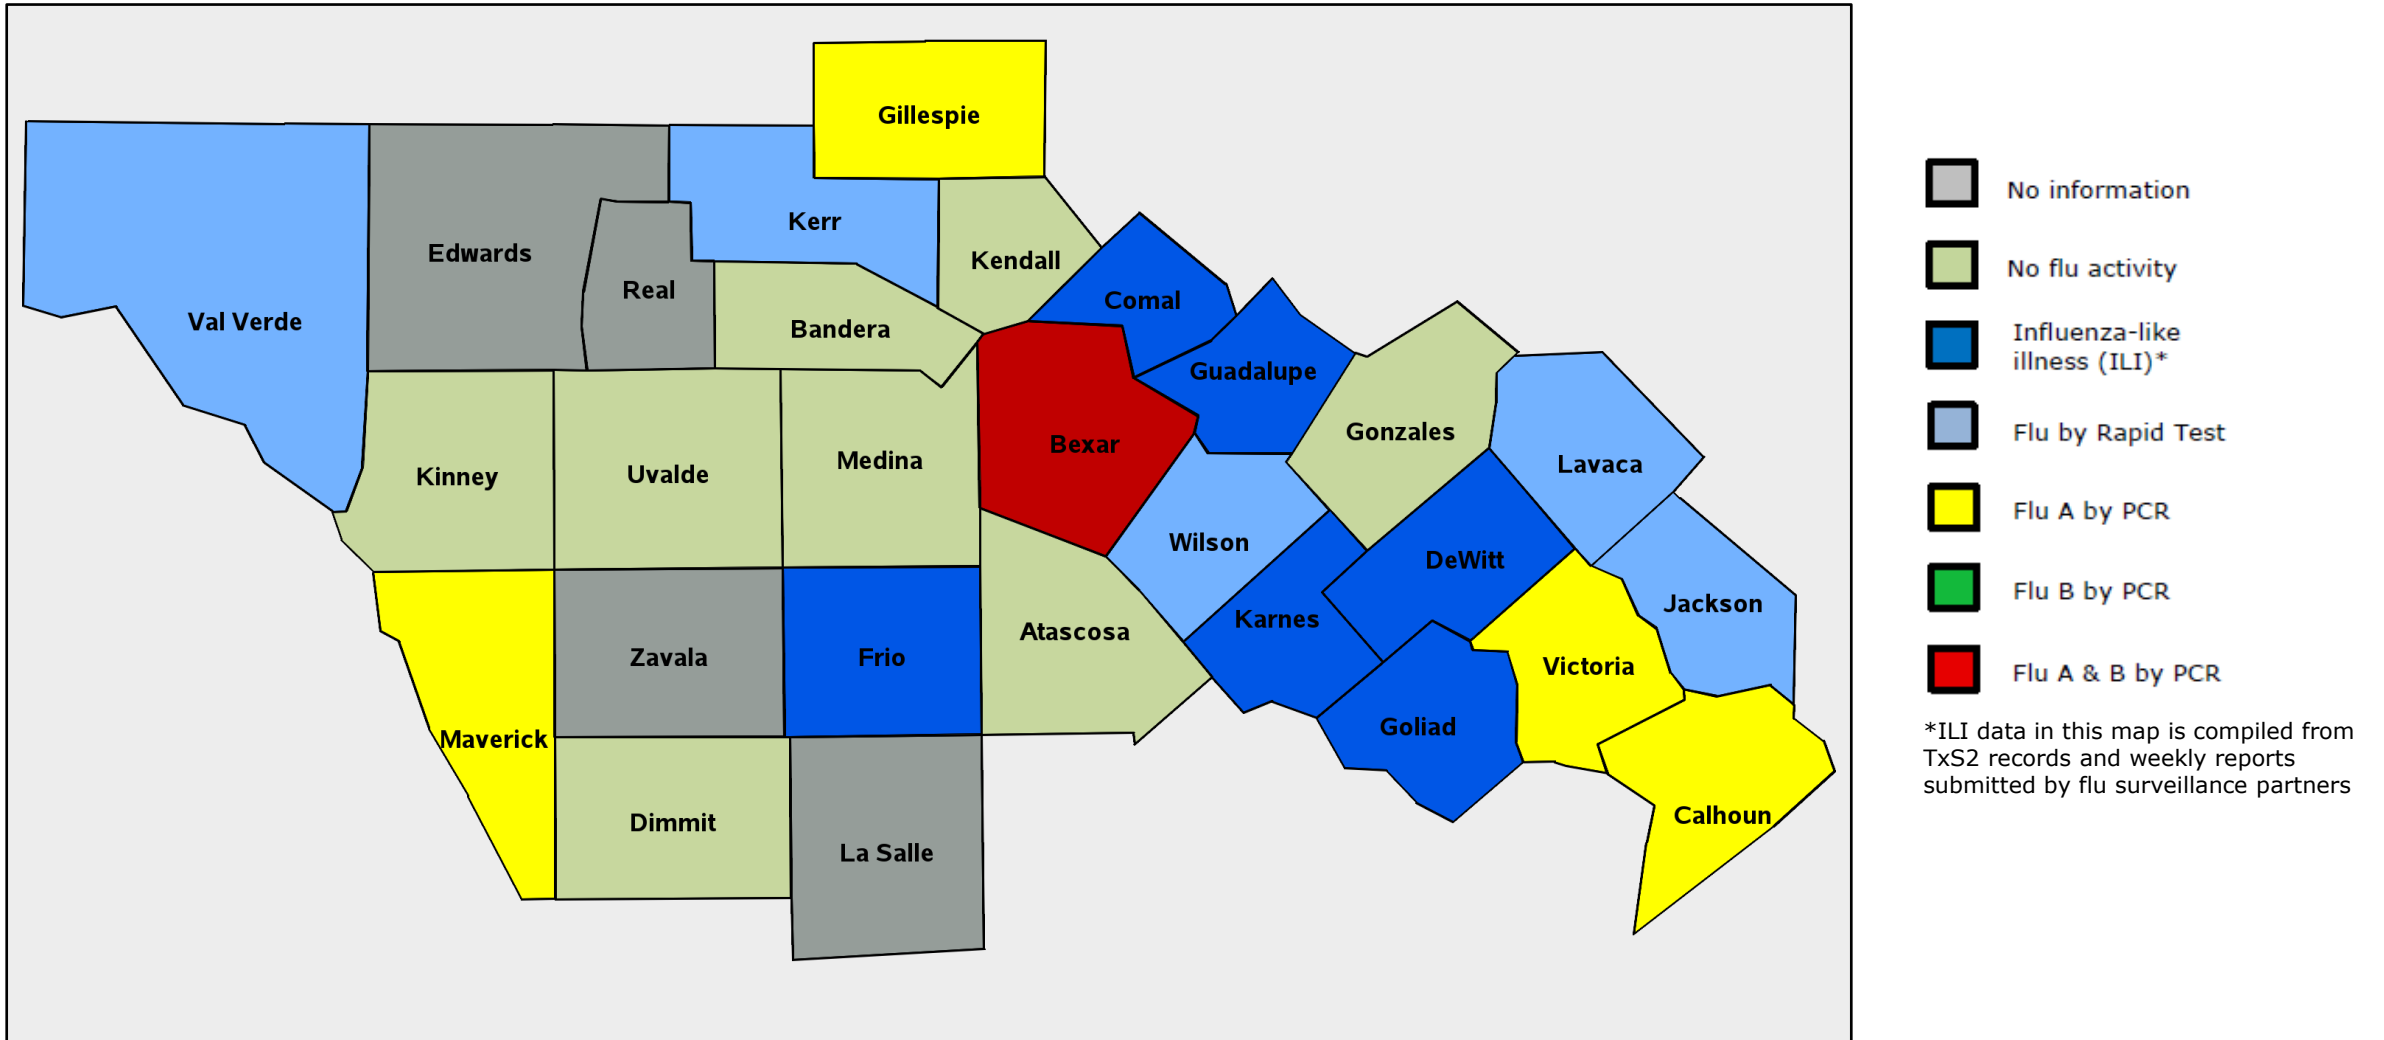 Gillespie
Kerr
Edwards
Kendall
Real
Comal
Val Verde
Bandera
Guadalupe
Gonzales
Bexar
Medina
Lavaca
Uvalde
Kinney
Wilson
DeWitt
Jackson
Karnes
Atascosa
Zavala
Frio
Victoria
Goliad
Maverick
Calhoun
Dimmit
La Salle
No information
No flu activity
Influenza-like
illness (ILI)*
Flu by Rapid Test
Flu A by PCR
Flu B by PCR
Flu A & B by PCR
*ILI data in this map is compiled from
TxS2 records and weekly reports
submitted by flu surveillance partners